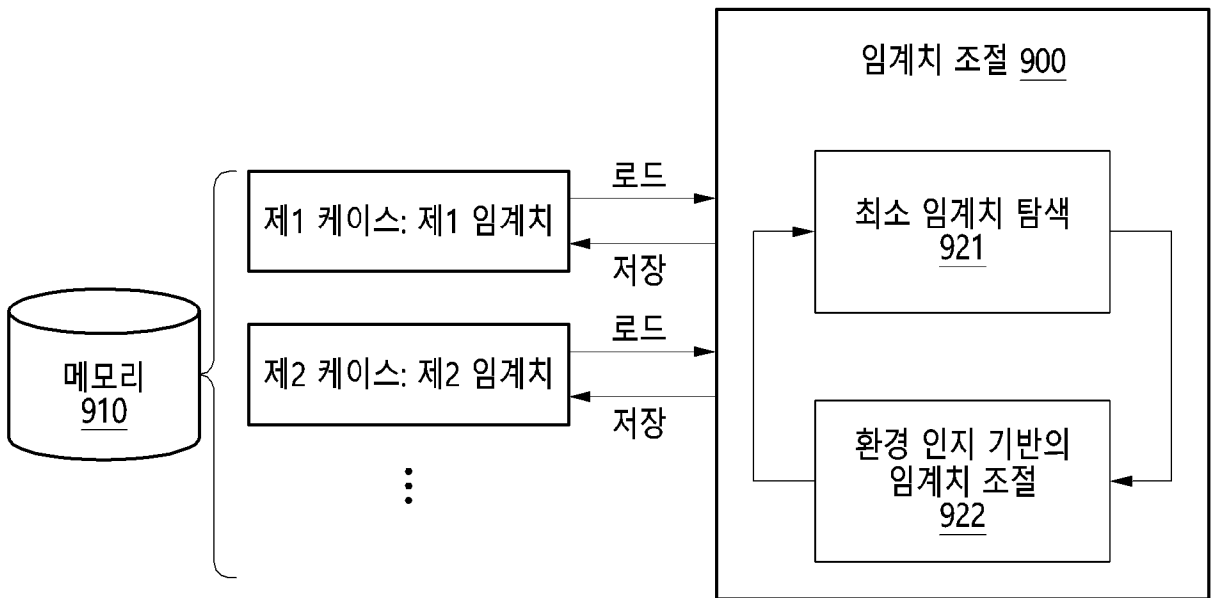 임계치 조절 900
로드
제1 케이스: 제1 임계치
저장
최소 임계치 탐색
921
로드
제2 케이스: 제2 임계치
저장
메모리
910
환경 인지 기반의
임계치 조절
922